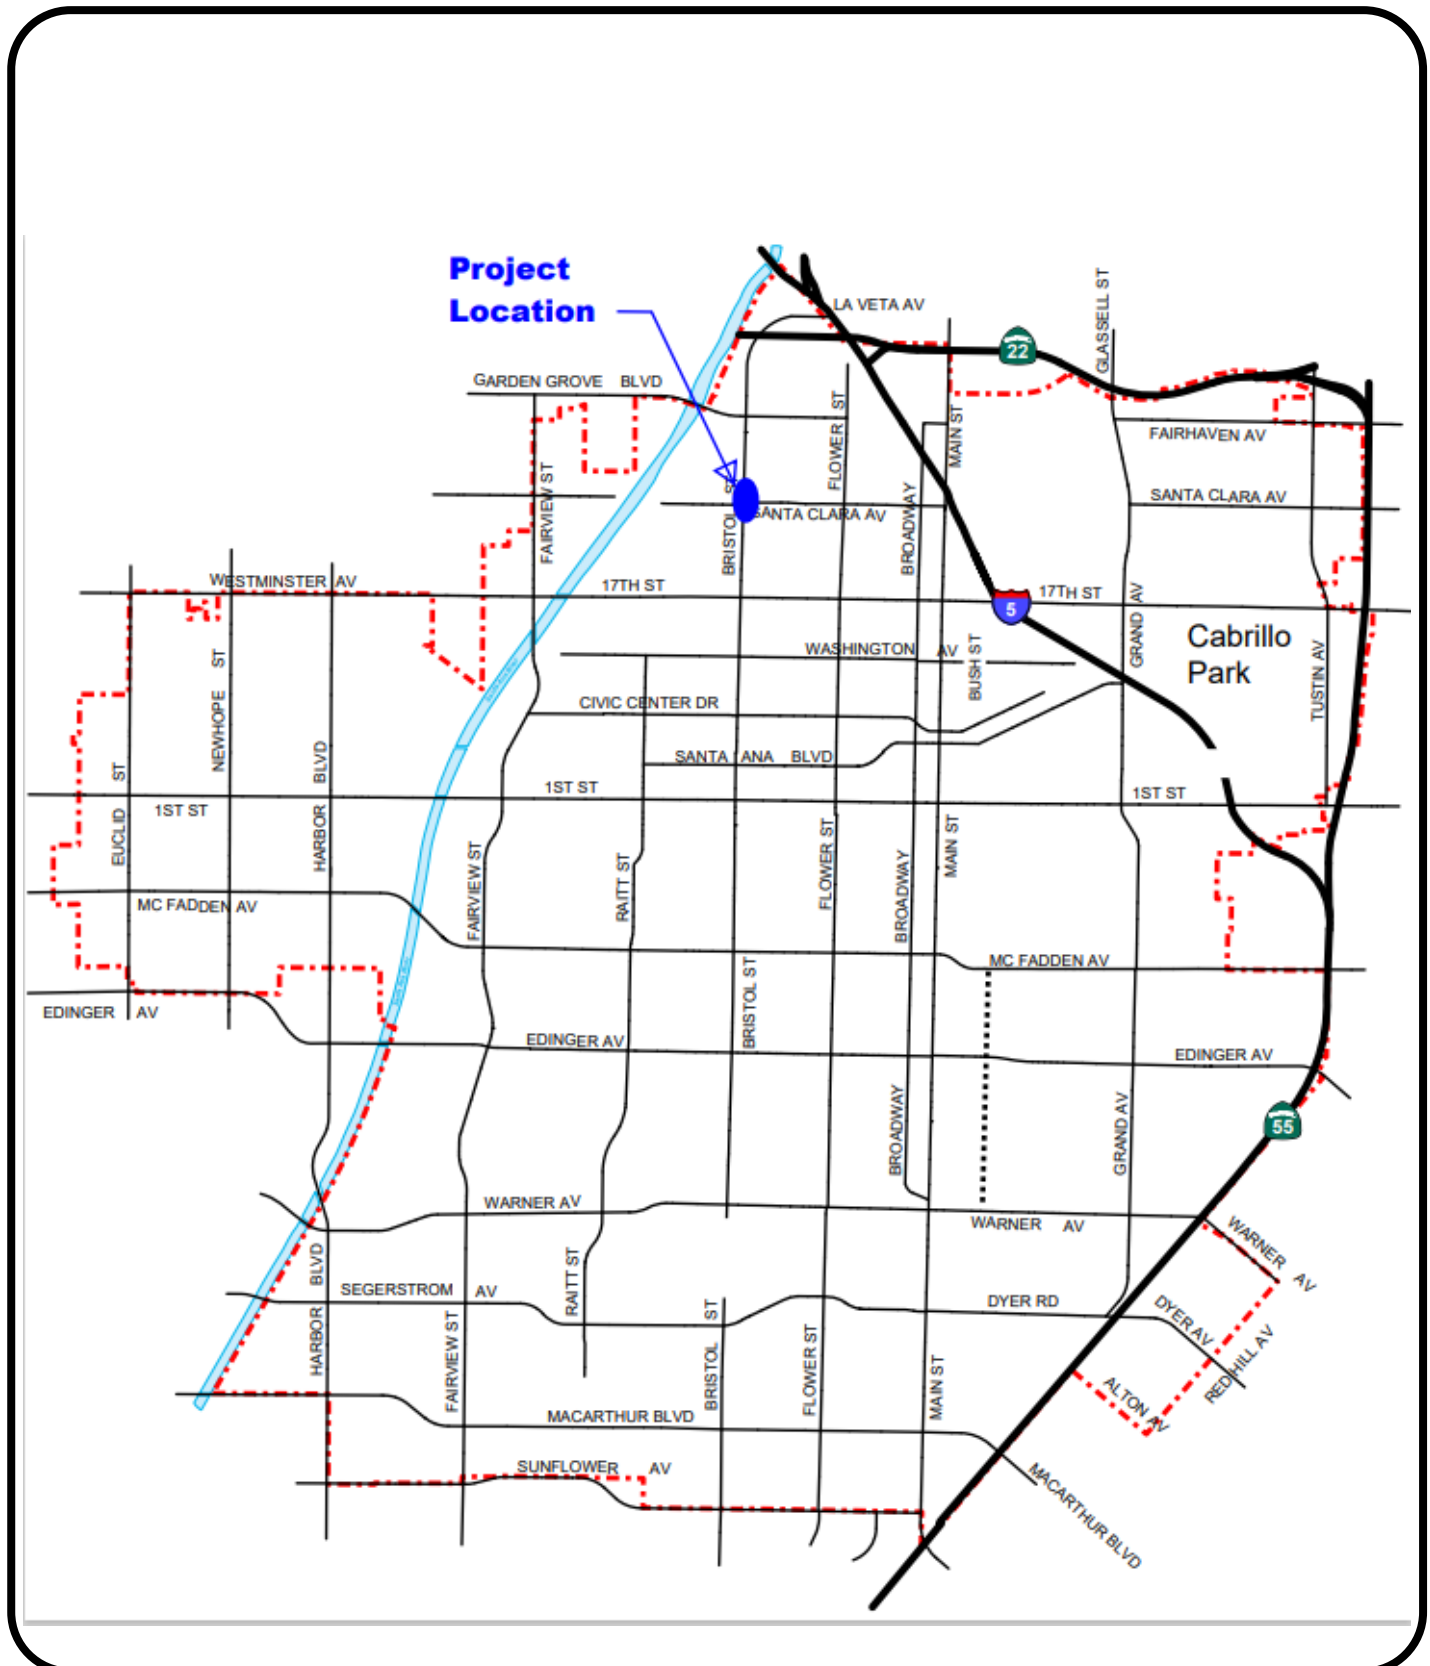 Project
Location
LA VETA AV
GLASSELL ST
22
GARDEN GROVE BLVD
FLOWER ST
MAIN ST
FAIRHAVEN AV
FAIRVIEW ST
BRISTOL ST
SANTA CLARA AV
BROADWAY
SANTA CLARA AV
WESTMINSTER AV
17TH ST
5
17TH ST
GRAND AV
Cabrillo
Park
WASHINGTON AV
BUSH ST
TUSTIN AV
NEWHOPE ST
CIVIC CENTER DR
SANTA ANA BLVD
EUCLID ST
HARBOR BLVD
1ST ST
1ST ST
1ST ST
FAIRVIEW ST
RAITT ST
FLOWER ST
BROADWAY
MAIN ST
MC FADDEN AV
MC FADDEN AV
BRISTOL ST
EDINGER AV
EDINGER AV
EDINGER AV
BROADWAY
GRAND AV
55
WARNER AV
WARNER AV
WARNER AV
HARBOR BLVD
RAITT ST
SEGERSTROM AV
DYER RD
DYER AV
RED HILL AV
FAIRVIEW ST
BRISTOL ST
FLOWER ST
MAIN ST
ALTON AV
MACARTHUR BLVD
SUNFLOWER AV
MACARTHUR BLVD